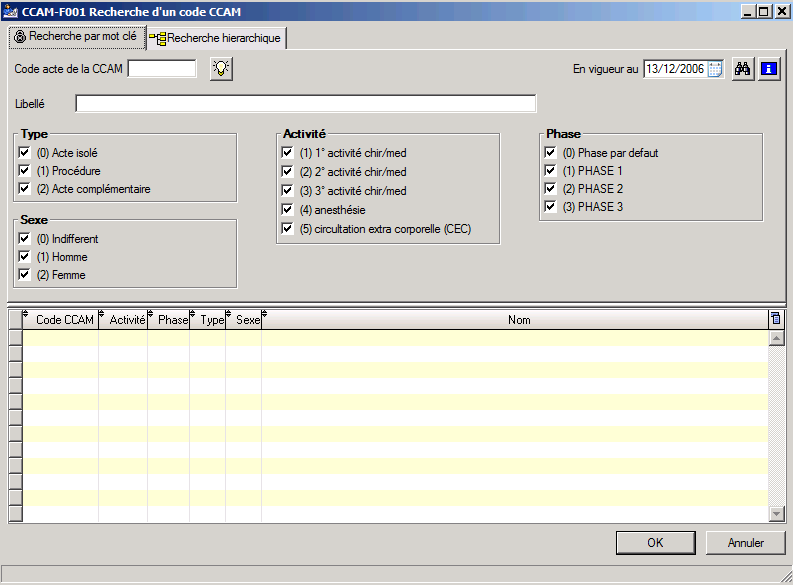 CCAM-F001 Recherche d'un code CCAM
Recherche par mot clé
Recherche hierarchique
Code acte de la CCAM
En vigueur au 13/12/2006
Libellé
Type
(0) Acte isolé
(1) Procédure
(2) Acte complémentaire
Activité
(1) 1° activité chir/med
(2) 2° activité chir/med
(3) 3° activité chir/med
(4) anesthésie
(5) circultation extra corporelle (CEC)
Phase
(0) Phase par defaut
(1) PHASE 1
(2) PHASE 2
(3) PHASE 3
Sexe
(0) Indifferent
(1) Homme
(2) Femme
Code CCAM Activité Phase Type Sexe Nom
OK Annuler